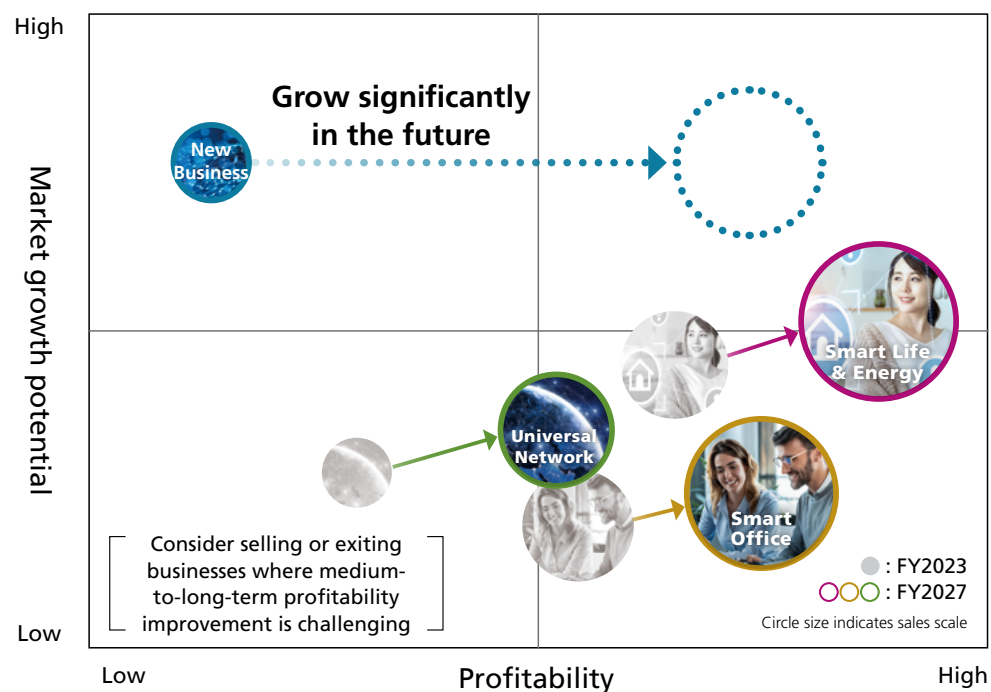 High
Grow significantly
in the future
New
Business
Market growth potential
Smart Life
& Energy
Universal
Network
Smart
Office
Consider selling or exiting
businesses where medium-
to-long-term profitability
improvement is challenging
: FY2023
: FY2027
Circle size indicates sales scale
Low
Low
Profitability
High